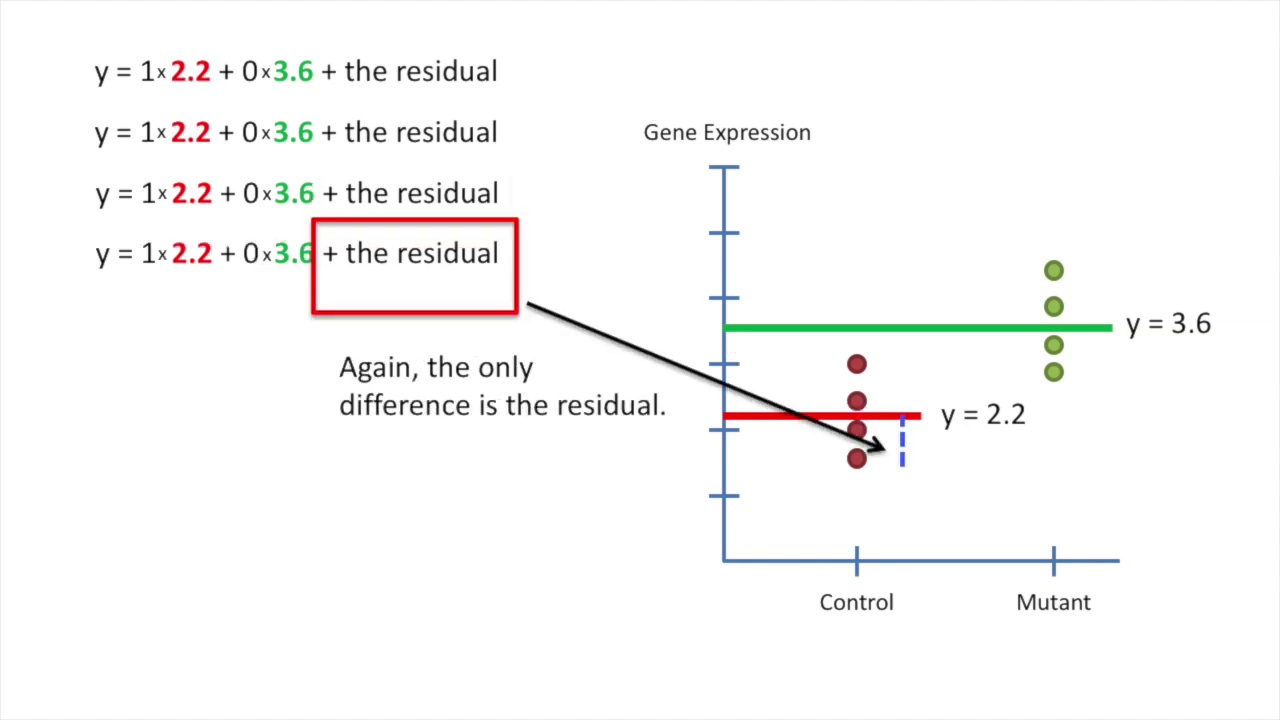 y = 1×2.2 + 0×3.6 + the residual
y = 1×2.2 + 0×3.6 + the residual
y = 1×2.2 + 0×3.6 + the residual
y = 1×2.2 + 0×3.6 + the residual
Again, the only
difference is the residual.
Gene Expression
y = 3.6
y = 2.2
Control
Mutant